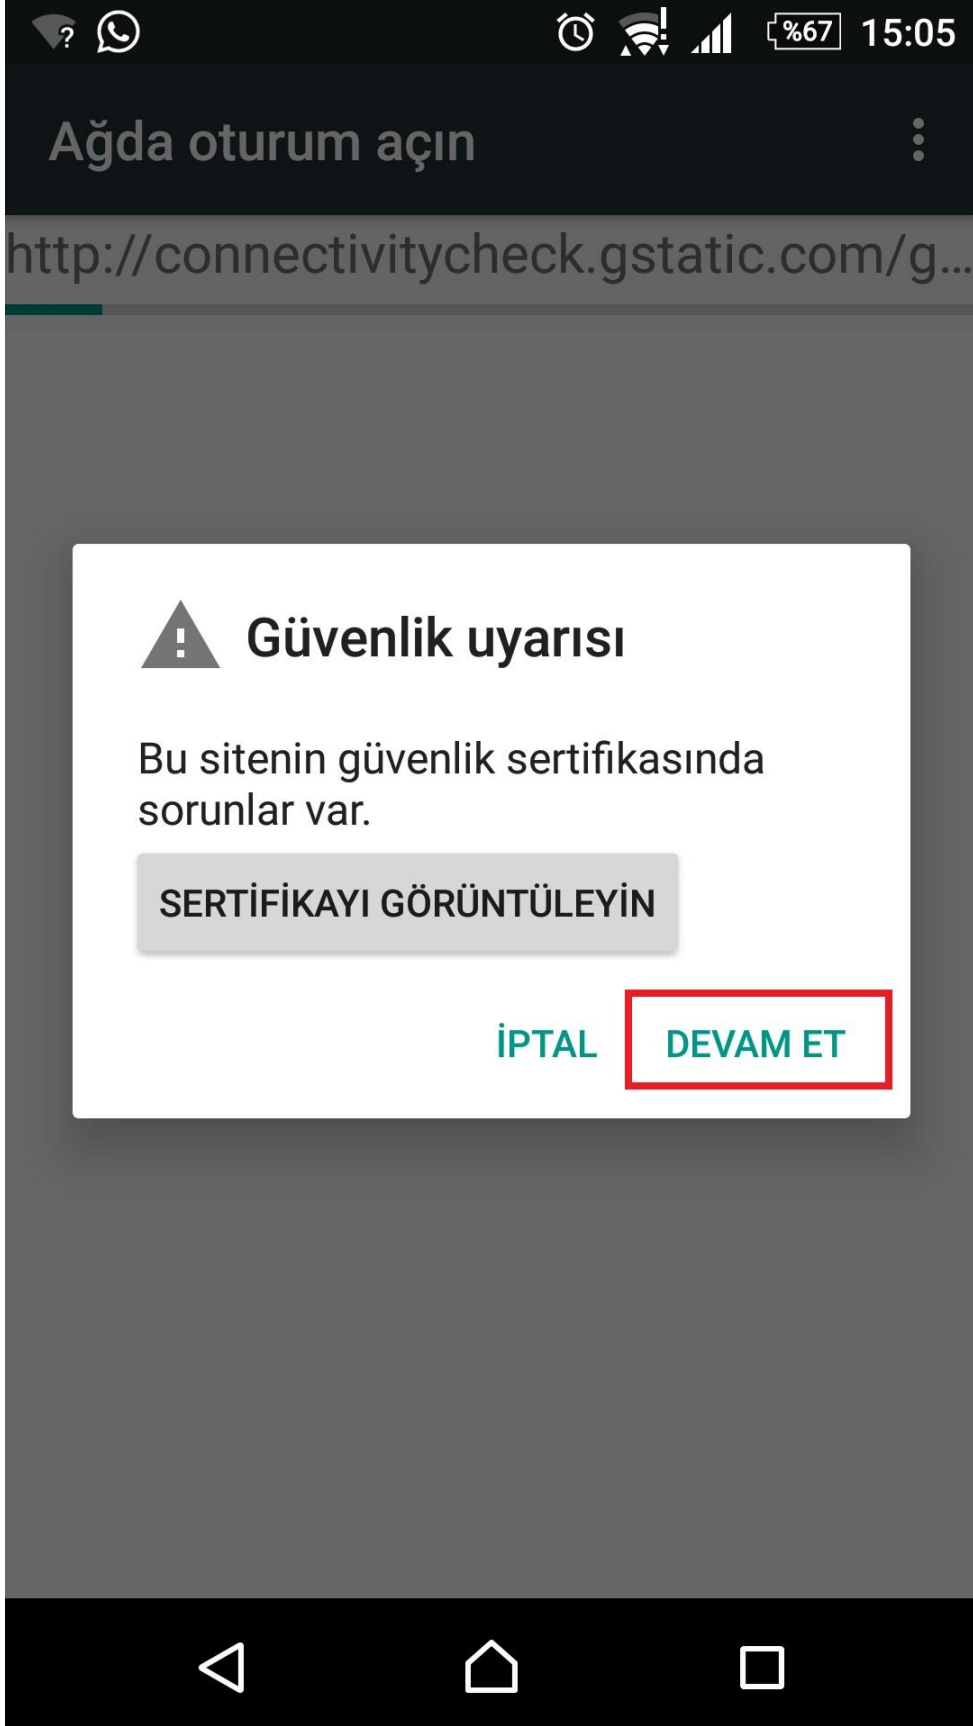 %67 15:05
Ağda oturum açın
http://connectivitycheck.gstatic.com/g...
Güvenlik uyarısı
Bu sitenin güvenlik sertifikasında
sorunlar var.
SERTİFİKAYI GÖRÜNTÜLEYİN
İPTAL DEVAM ET